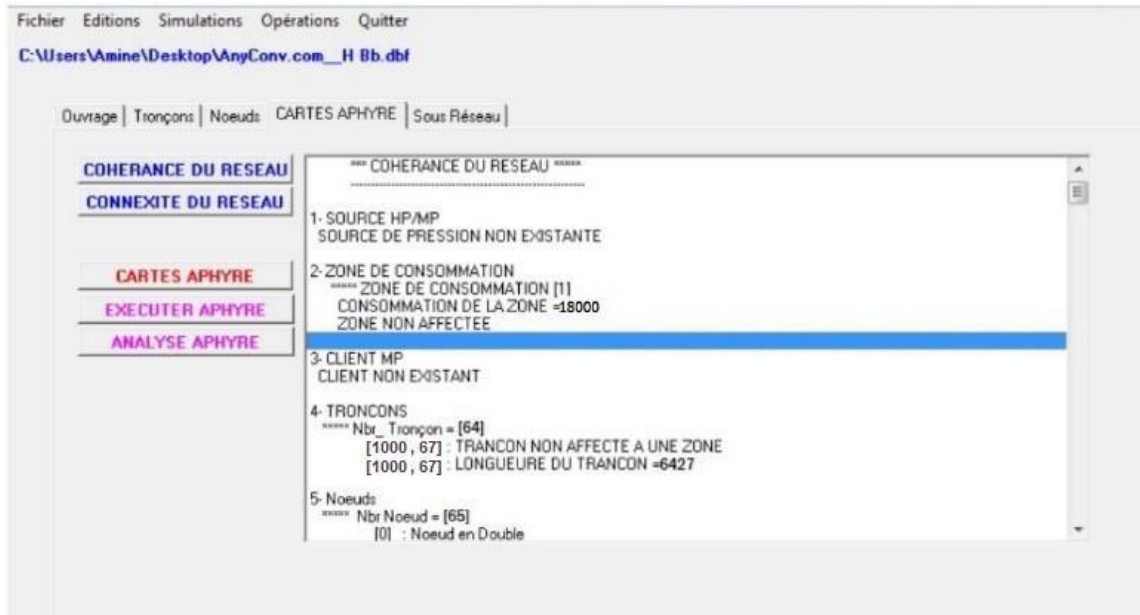 Fichier Editions Simulations Opérations Quitter
C:\Users\Amine\Desktop\AnyConv.com__H Bb.dbf
Ouvrage Tronçons Noeuds CARTES APHYRE Sous Réseau
COHERANCE DU RESEAU
CONNEXITE DU RESEAU
CARTES APHYRE
EXECUTER APHYRE
ANALYSE APHYRE
*** COHERANCE DU RESEAU *****
------------------------------------------------------------
1- SOURCE HP/MP
SOURCE DE PRESSION NON EXISTANTE
2- ZONE DE CONSOMMATION
***** ZONE DE CONSOMMATION [1]
CONSOMMATION DE LA ZONE =18000
ZONE NON AFFECTEE
3- CLIENT MP
CLIENT NON EXISTANT
4- TRONCONS
***** Nbr_ Tronçon = [64]
[1000 , 67] : TRANCON NON AFFECTE A UNE ZONE
[1000 , 67] : LONGUEURE DU TRANCON =6427
5- Noeuds
***** Nbr Noeud = [65]
[0] : Noeud en Double